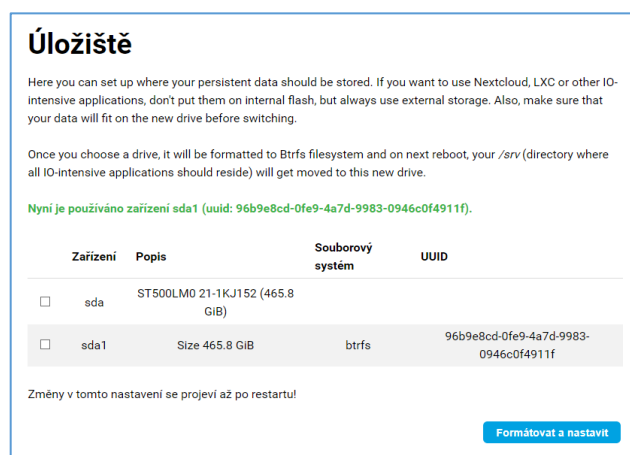 Úložiště
Here you can set up where your persistent data should be stored. If you want to use Nextcloud, LXC or other IO-
intensive applications, don't put them on internal flash, but always use external storage. Also, make sure that
your data will fit on the new drive before switching.
Once you choose a drive, it will be formatted to Btrfs filesystem and on next reboot, your /srv (directory where
all IO-intensive applications should reside) will get moved to this new drive.
Nyní je používáno zařízení sda1 (uuid: 96b9e8cd-0fe9-4a7d-9983-0946c0f4911f).
Zařízení Popis Souborový systém UUID
sda ST500LM0 21-1KJ152 (465.8 GiB)
sda1 Size 465.8 GiB btrfs 96b9e8cd-0fe9-4a7d-9983-0946c0f4911f
Změny v tomto nastavení se projeví až po restartu!
Formátovat a nastavit